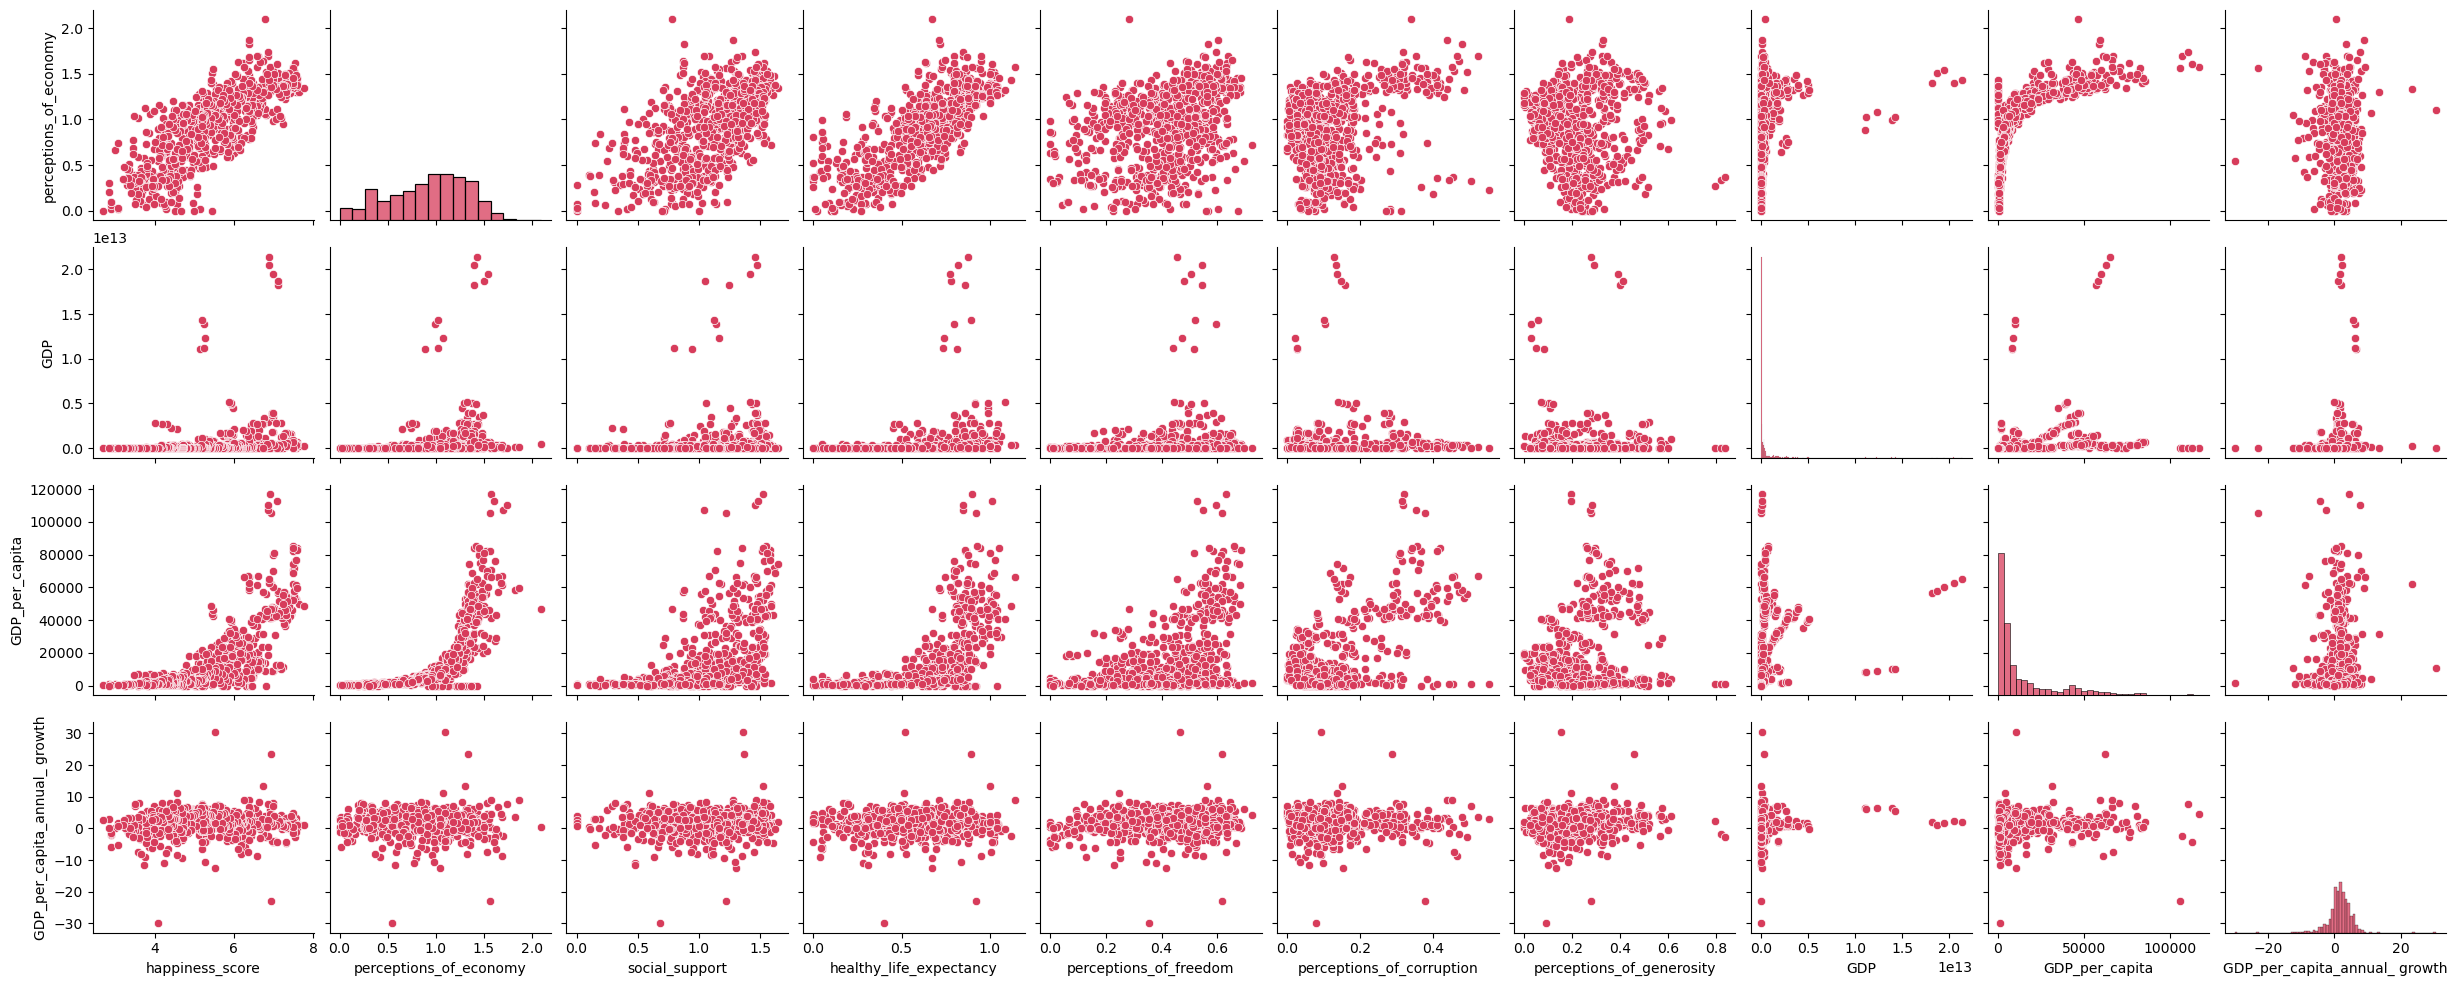 2.0
1.5
1.0
0.5
0.0
perceptions_of_economy
1e13
2.0
1.5
1.0
0.5
0.0
GDP
120000
100000
80000
60000
40000
20000
0
GDP_per_capita
30
20
10
0
−10
−20
−30
GDP_per_capita_annual_ growth
4 6 8
0.0 0.5 1.0 1.5 2.0
0.0 0.5 1.0 1.5
0.0 0.5 1.0
0.0 0.2 0.4 0.6
0.0 0.2 0.4
0.0 0.2 0.4 0.6 0.8
0.0 0.5 1.0 1.5 2.0
0 50000 100000
−20 0 20
happiness_score
perceptions_of_economy
social_support
healthy_life_expectancy
perceptions_of_freedom
perceptions_of_corruption
perceptions_of_generosity
GDP
1e13
GDP_per_capita
GDP_per_capita_annual_ growth